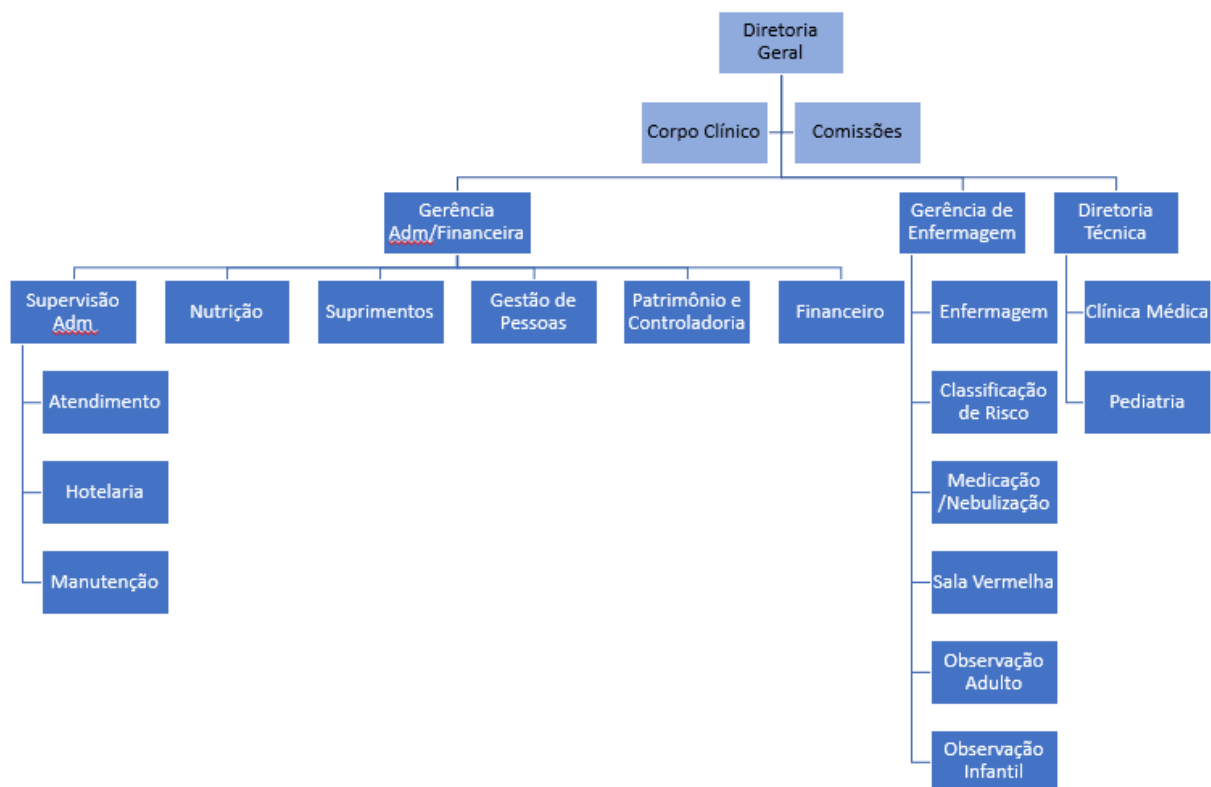 Diretoria
Geral
Corpo Clínico
Comissões
Gerência
Adm/Financeira
Gerência de
Enfermagem
Diretoria
Técnica
Supervisão
Adm
Nutrição
Suprimentos
Gestão de
Pessoas
Patrimônio e
Controladoria
Financeiro
Enfermagem
Clínica Médica
Atendimento
Classificação
de Risco
Pediatria
Hotelaria
Medicação
/Nebulização
Manutenção
Sala Vermelha
Observação
Adulto
Observação
Infantil